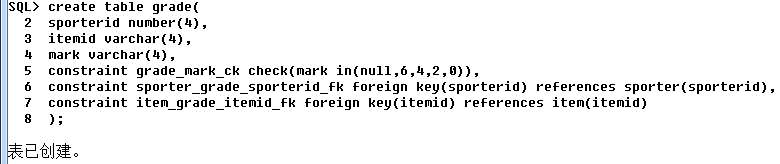 SQL> create table grade(
2 sporterid number(4),
3 itemid varchar(4),
4 mark varchar(4),
5 constraint grade_mark_ck check(mark in(null,6,4,2,0)),
6 constraint sporter_grade_sporterid_fk foreign key(sporterid) references sporter(sporterid),
7 constraint item_grade_itemid_fk foreign key(itemid) references item(itemid)
8 );
表已创建。